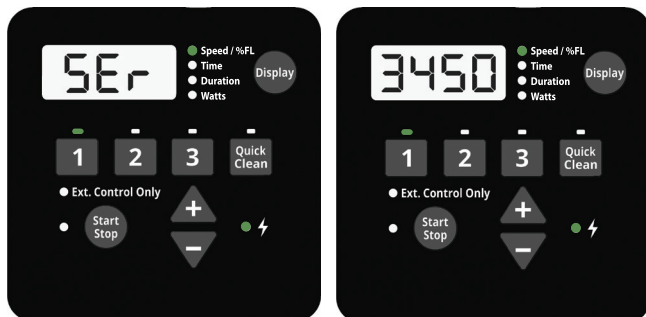 SEr
Speed / %FL
Time
Duration
Watts
Display
1 2 3 Quick Clean
Ext. Control Only
Start Stop
+
−
3450
Speed / %FL
Time
Duration
Watts
Display
1 2 3 Quick Clean
Ext. Control Only
Start Stop
+
−